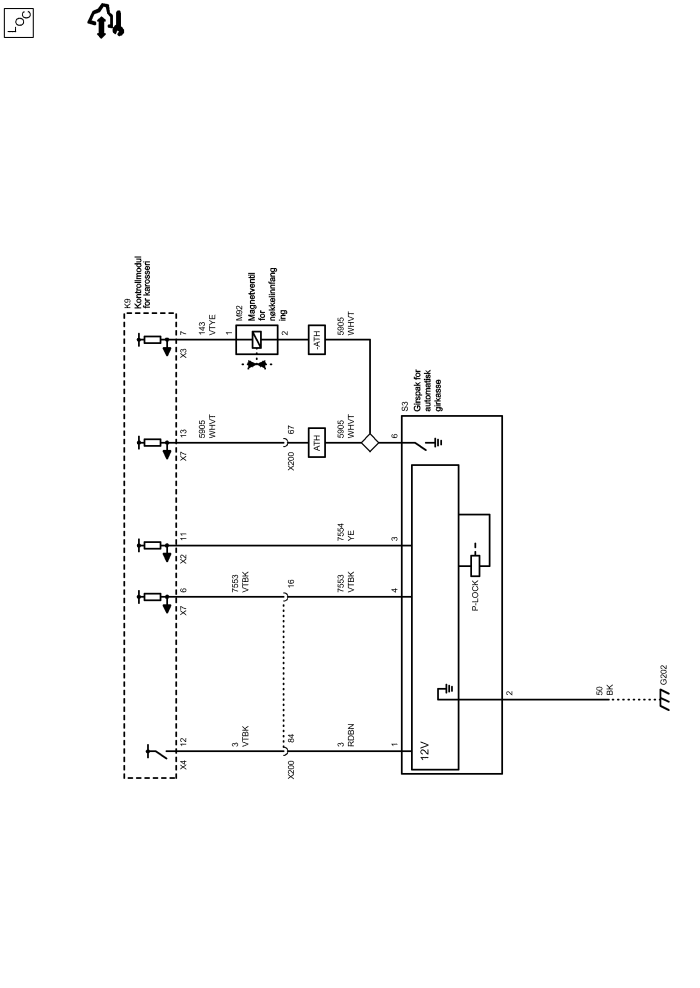 LOC
K9
Kontrollmodul
for karosseri
7
X3
143
VTYE
M92
Magnetventil
for
nøkkelinnfang
ing
1
2
-ATH
5905
WHVT
13
X7
5905
WHVT
67
X200
ATH
5905
WHVT
6
S3
Girspak for
automatisk
girkasse
11
X2
7554
YE
3
6
X7
7553
VTBK
16
7553
VTBK
4
P-LOCK
12
X4
3
VTBK
84
X200
3
RDBN
1
12V
2
50
BK
G202